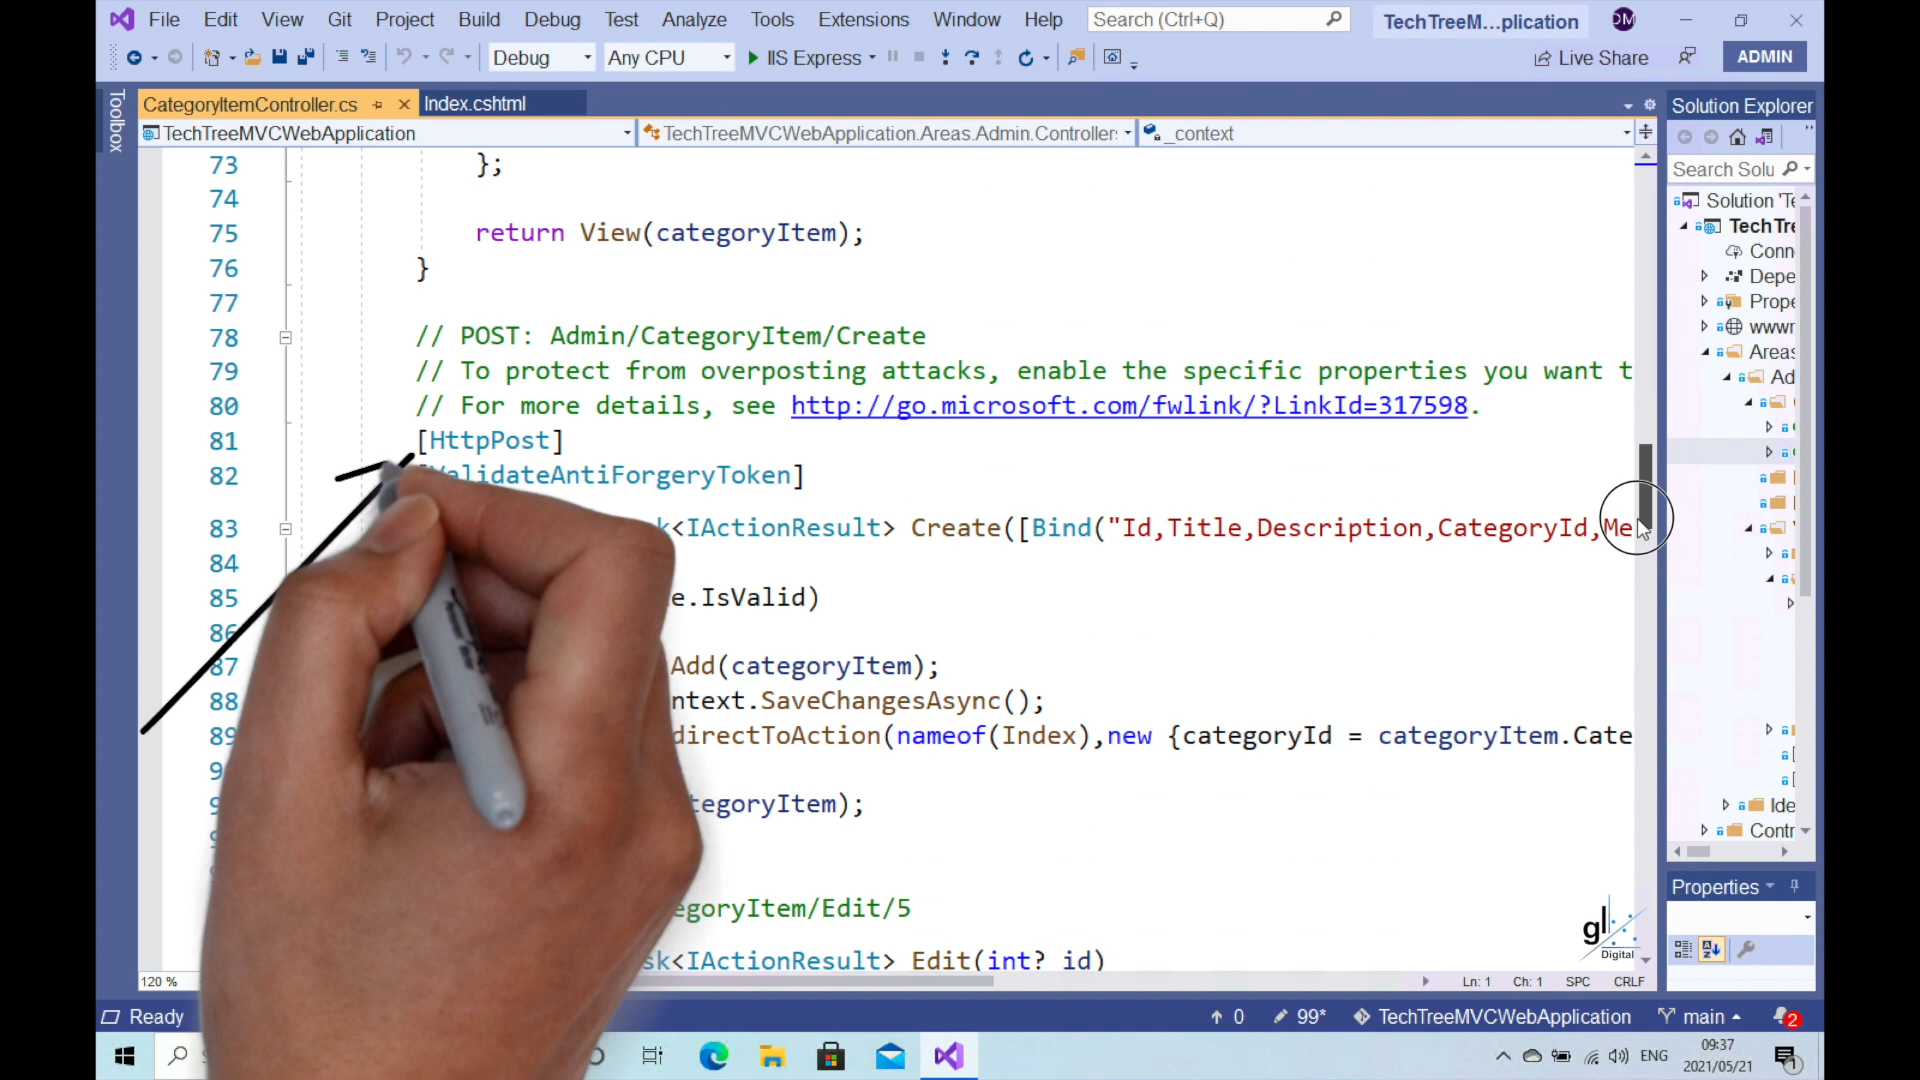 File Edit View Git Project Build Debug Test Analyze Tools Extensions Window Help Search (Ctrl+Q) TechTreeM...plication DM
Debug Any CPU IIS Express Live Share ADMIN
Toolbox
CategoryItemController.cs Index.cshtml
TechTreeMVCWebApplication TechTreeMVCWebApplication.Areas.Admin.Controller: _context
73 };
74
75 return View(categoryItem);
76 }
77
78 // POST: Admin/CategoryItem/Create
79 // To protect from overposting attacks, enable the specific properties you want t
80 // For more details, see http://go.microsoft.com/fwlink/?LinkId=317598.
81 [HttpPost]
82 [ValidateAntiForgeryToken]
83 k<IActionResult> Create([Bind("Id,Title,Description,CategoryId,Me
84
85 e.IsValid)
86
87 Add(categoryItem);
88 ntext.SaveChangesAsync();
89 directToAction(nameof(Index),new {categoryId = categoryItem.Cate
tegoryItem);
egoryItem/Edit/5
sk<IActionResult> Edit(int? id)
120 % Ln: 1 Ch: 1 SPC CRLF
Solution Explorer
Search Solu
Solution 'Te
TechTre
Conn
Depe
Prope
wwwr
Areas
Ad
Ide
Contr
Properties
gl
Digital
Ready 0 99* TechTreeMVCWebApplication main 2
ENG 09:37
2021/05/21 1